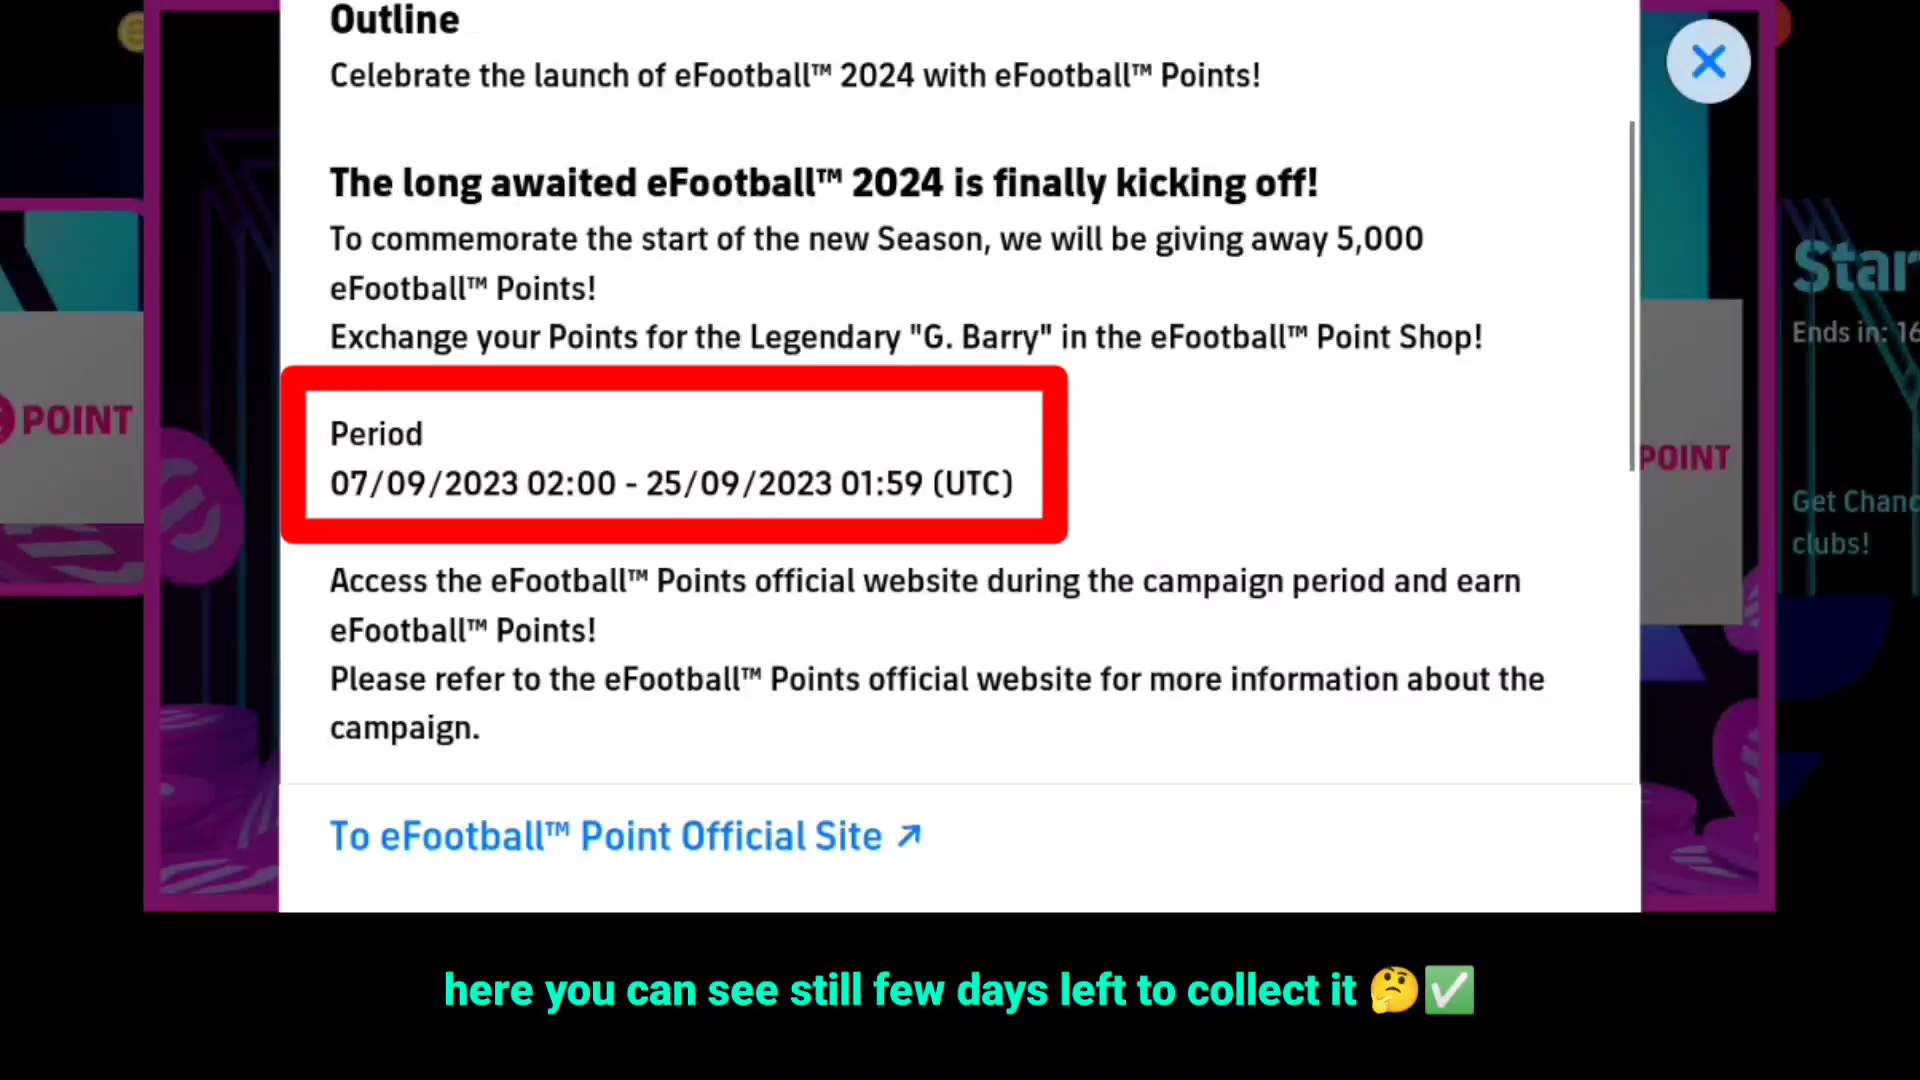 Outline
Celebrate the launch of eFootball™ 2024 with eFootball™ Points!
The long awaited eFootball™ 2024 is finally kicking off!
To commemorate the start of the new Season, we will be giving away 5,000
eFootball™ Points!
Exchange your Points for the Legendary "G. Barry" in the eFootball™ Point Shop!
Period
07/09/2023 02:00 - 25/09/2023 01:59 (UTC)
Access the eFootball™ Points official website during the campaign period and earn
eFootball™ Points!
Please refer to the eFootball™ Points official website for more information about the
campaign.
To eFootball™ Point Official Site ↗
POINT
POINT
Ends in: 16
Get Chanc
clubs!
here you can see still few days left to collect it 🤔✅